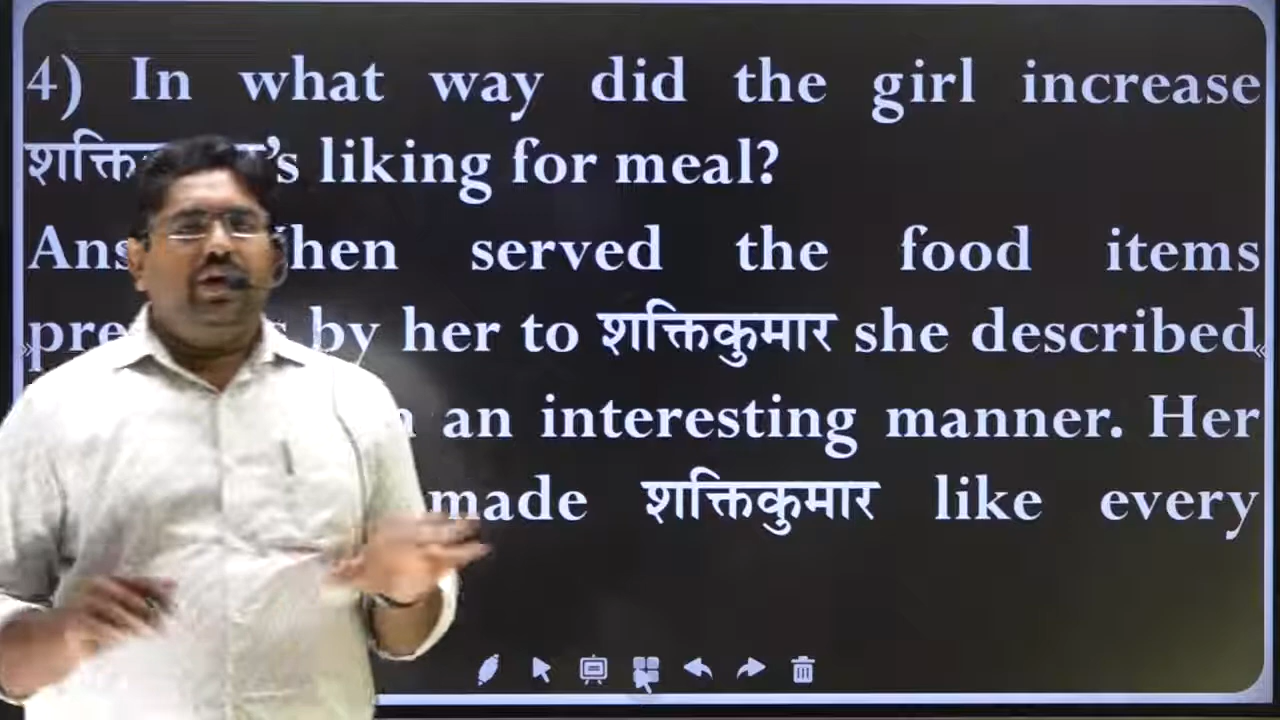 4) In what way did the girl increase
liking for meal?
served the food items
by her to शक्तिकुमार she described
an interesting manner. Her
made शक्तिकुमार like every